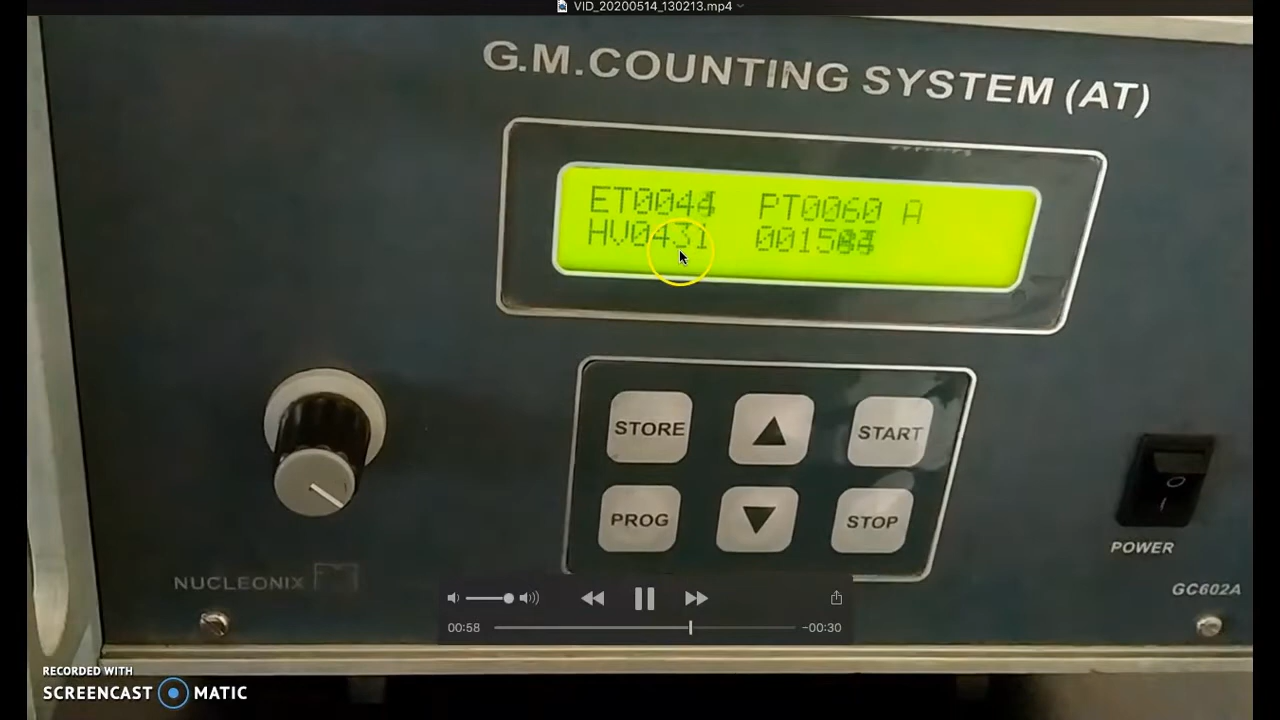 VID_20200514_130213.mp4
G.M.COUNTING SYSTEM (AT)
PT0060 A
HV0431
STORE
START
PROG
STOP
POWER
NUCLEONIX
GC602A
00:58
−00:30
RECORDED WITH
SCREENCAST MATIC